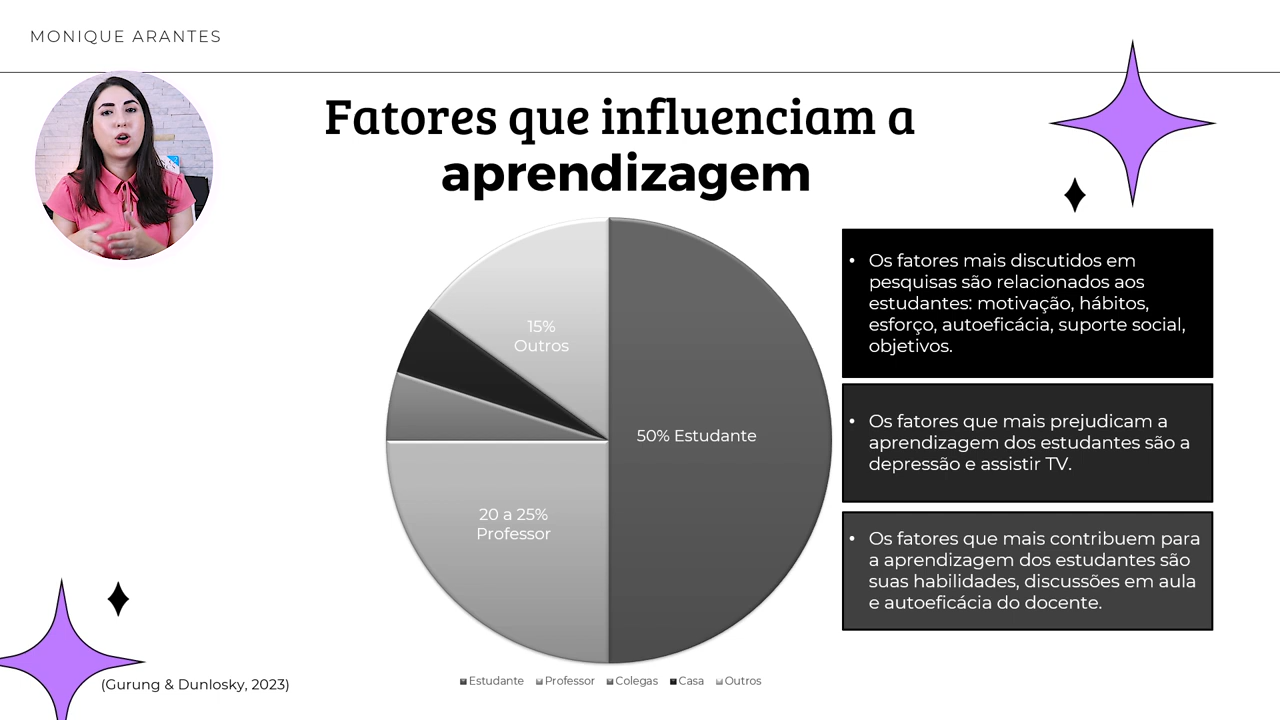 MONIQUE ARANTES
Fatores que influenciam a
aprendizagem
15%
Outros
50% Estudante
20 a 25%
Professor
• Os fatores mais discutidos em
pesquisas são relacionados aos
estudantes: motivação, hábitos,
esforço, autoeficácia, suporte social,
objetivos.
• Os fatores que mais prejudicam a
aprendizagem dos estudantes são a
depressão e assistir TV.
• Os fatores que mais contribuem para
a aprendizagem dos estudantes são
suas habilidades, discussões em aula
e autoeficácia do docente.
Estudante Professor Colegas Casa Outros
(Gurung & Dunlosky, 2023)